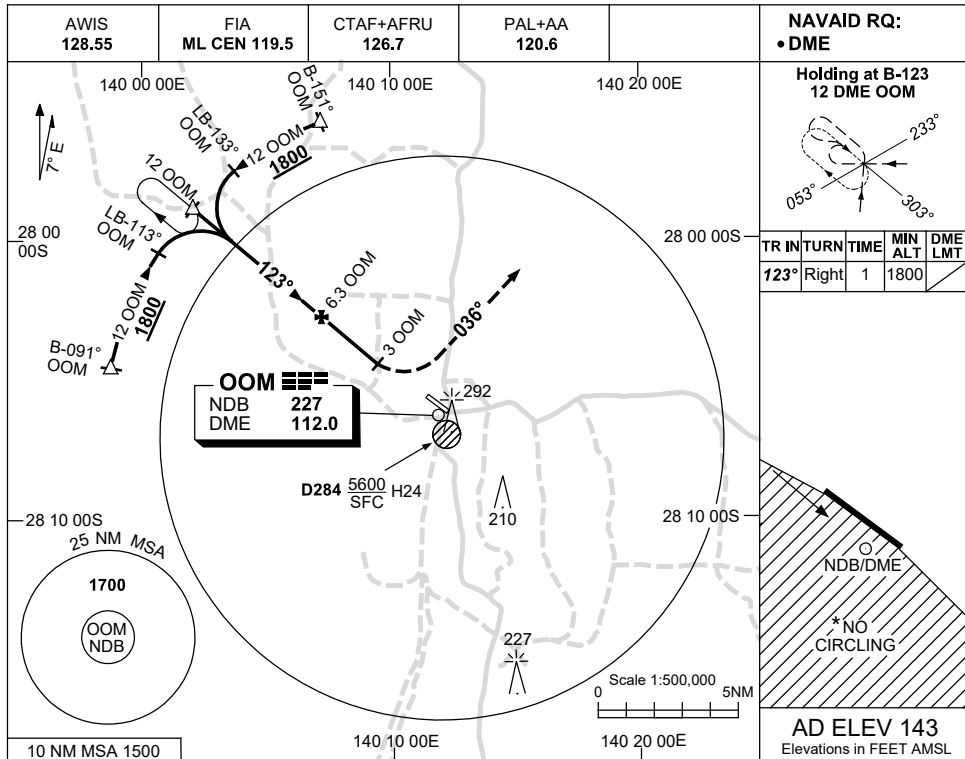 AWIS
128.55
FIA
ML CEN 119.5
CTAF+AFRU
126.7
PAL+AA
120.6
NAVAID RQ:
• DME
140 00 00E
140 10 00E
140 20 00E
7° E
B-151°
OOM
LB-133°
OOM
12 OOM
1800
12 OOM
LB-113°
OOM
12 OOM
1800
B-091°
OOM
28 00
00S
28 00 00S
123°
6.3 OOM
3 OOM
036°
OOM
NDB 227
DME 112.0
292
D284 5600
SFC
H24
210
28 10 00S
28 10 00S
25 NM MSA
1700
OOM
NDB
227
Scale 1:500,000
0 5NM
10 NM MSA 1500
140 10 00E
140 20 00E
Holding at B-123
12 DME OOM
233°
053°
303°
TR IN TURN TIME MIN ALT DME LMT
123° Right 1 1800
NDB/DME
*NO
CIRCLING
AD ELEV 143
Elevations in FEET AMSL